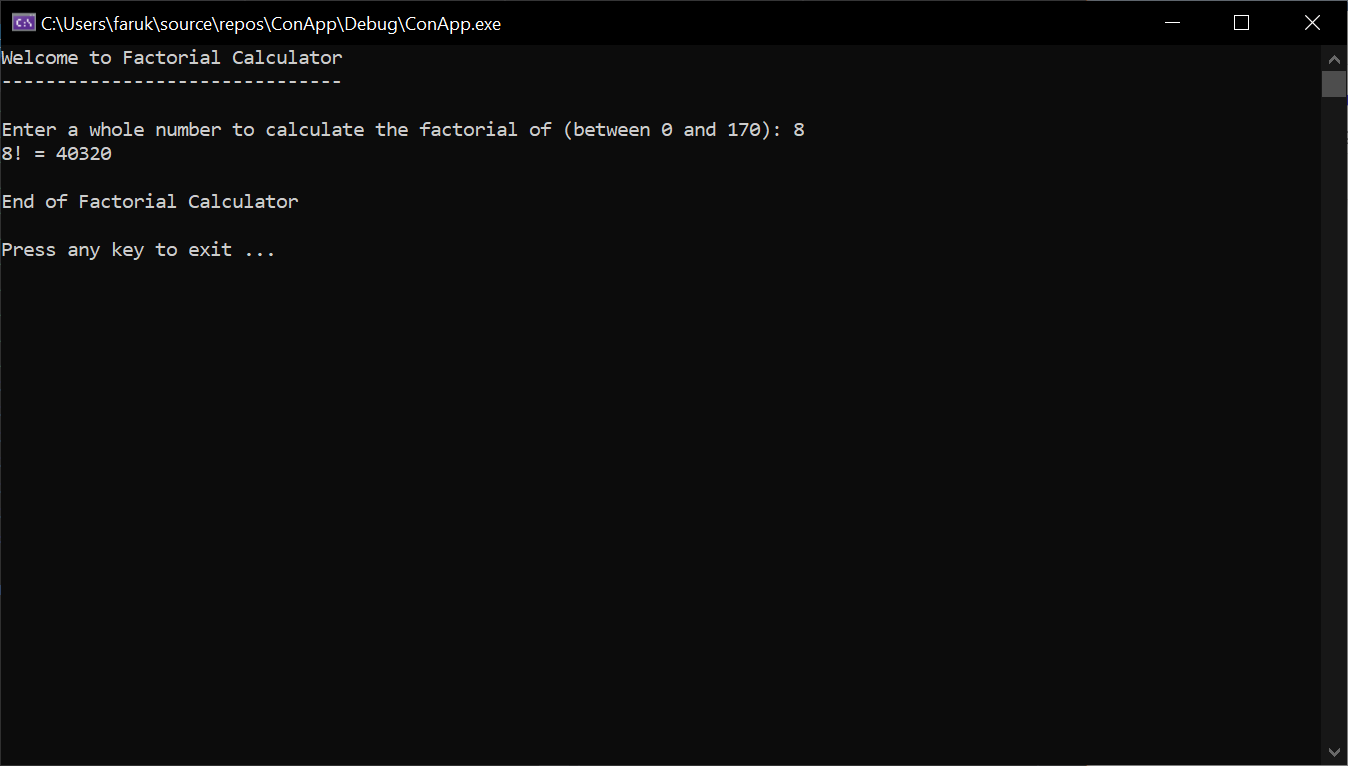 C:\Users\faruk\source\repos\ConApp\Debug\ConApp.exe
Welcome to Factorial Calculator
-------------------------------
Enter a whole number to calculate the factorial of (between 0 and 170): 8
8! = 40320
End of Factorial Calculator
Press any key to exit ...